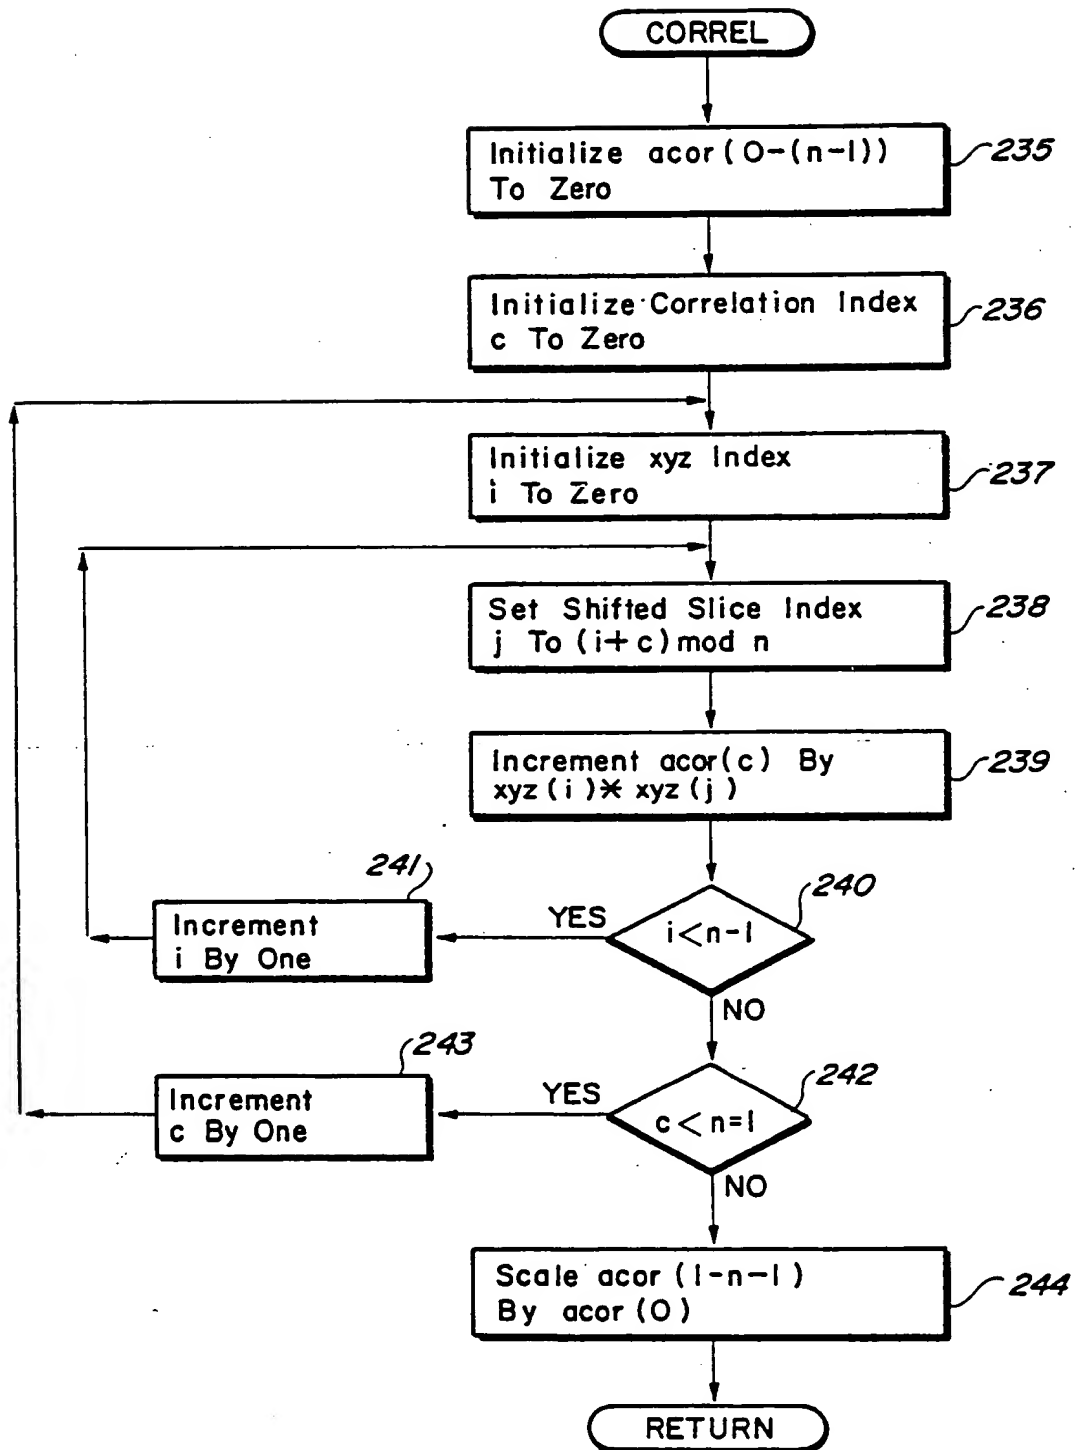 CORREL
Initialize acor(0-(n-1))
To Zero
235
Initialize Correlation Index
c To Zero
236
Initialize xyz Index
i To Zero
237
Set Shifted Slice Index
j To (i+c) mod n
238
Increment acor(c) By
xyz(i)* xyz(j)
239
i<n-1
240
YES
241
Increment
i By One
NO
c<n=1
242
YES
243
Increment
c By One
NO
Scale acor (1-n-1)
By acor (0)
244
RETURN